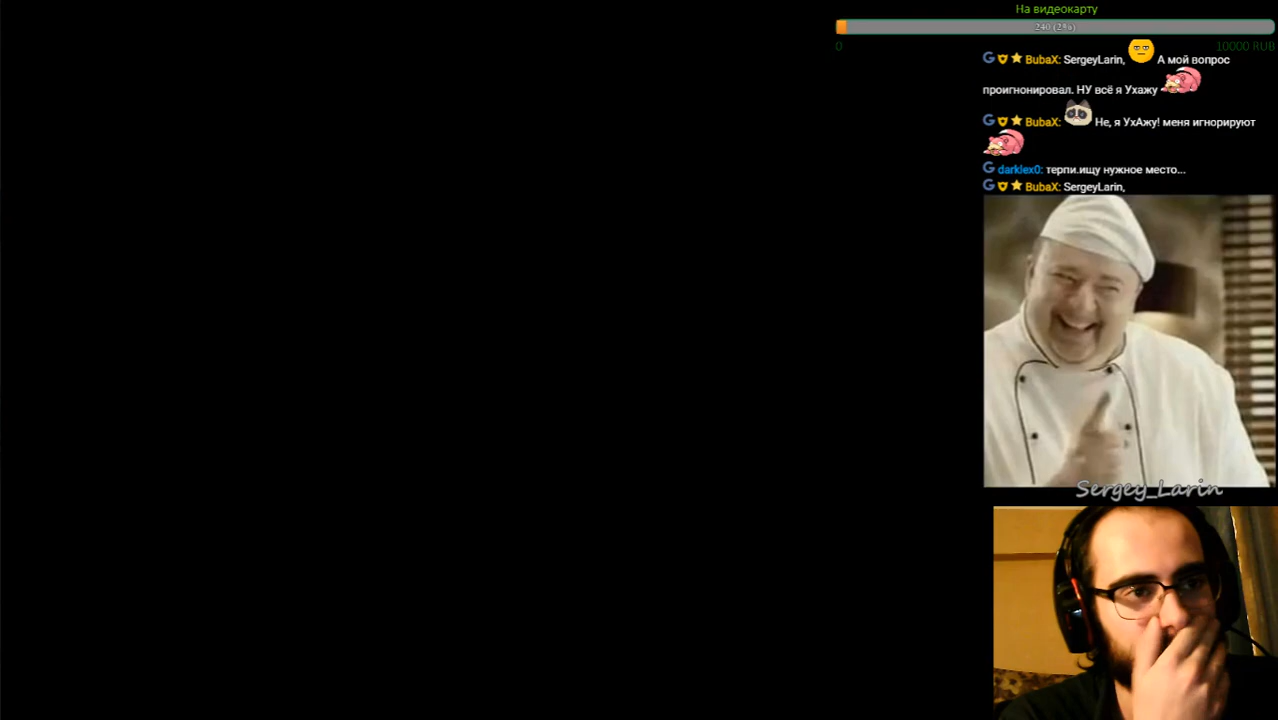 На видеокарту
240 (2%)
0
10000 RUB
BubaX: SergeyLarin, А мой вопрос
проигнонировал. НУ всё я Ухажу
BubaX: Не, я УхАжу! меня игнорируют
darklex0: терпи.ищу нужное место...
BubaX: SergeyLarin,
Sergey_Larin